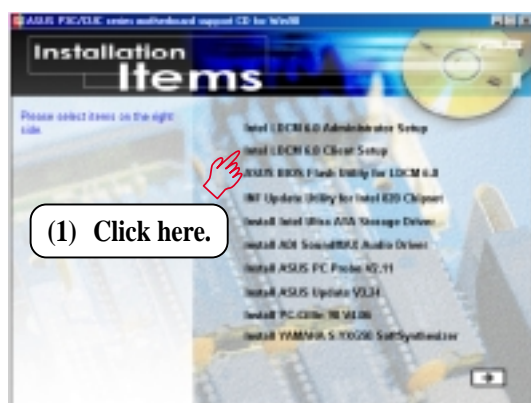 ASUS P3C/CUC series motherboard support CD for Win98
Installation
Items
Please select items on the right
side.
Intel LDCM 6.0 Administrator Setup
Intel LDCM 6.0 Client Setup
ASUS BIOS Flash Utility for LDCM 6.0
INF Update Utility for Intel 820 Chipset
Install Intel Ultra ATA Storage Driver
Install ADI SoundMAX Audio Driver
Install ASUS PC Probe V2.11
Install ASUS Update
Install PC-Cillin 98
Install YAMAHA S-YXG50 SoftSynthesizer
(1) Click here.